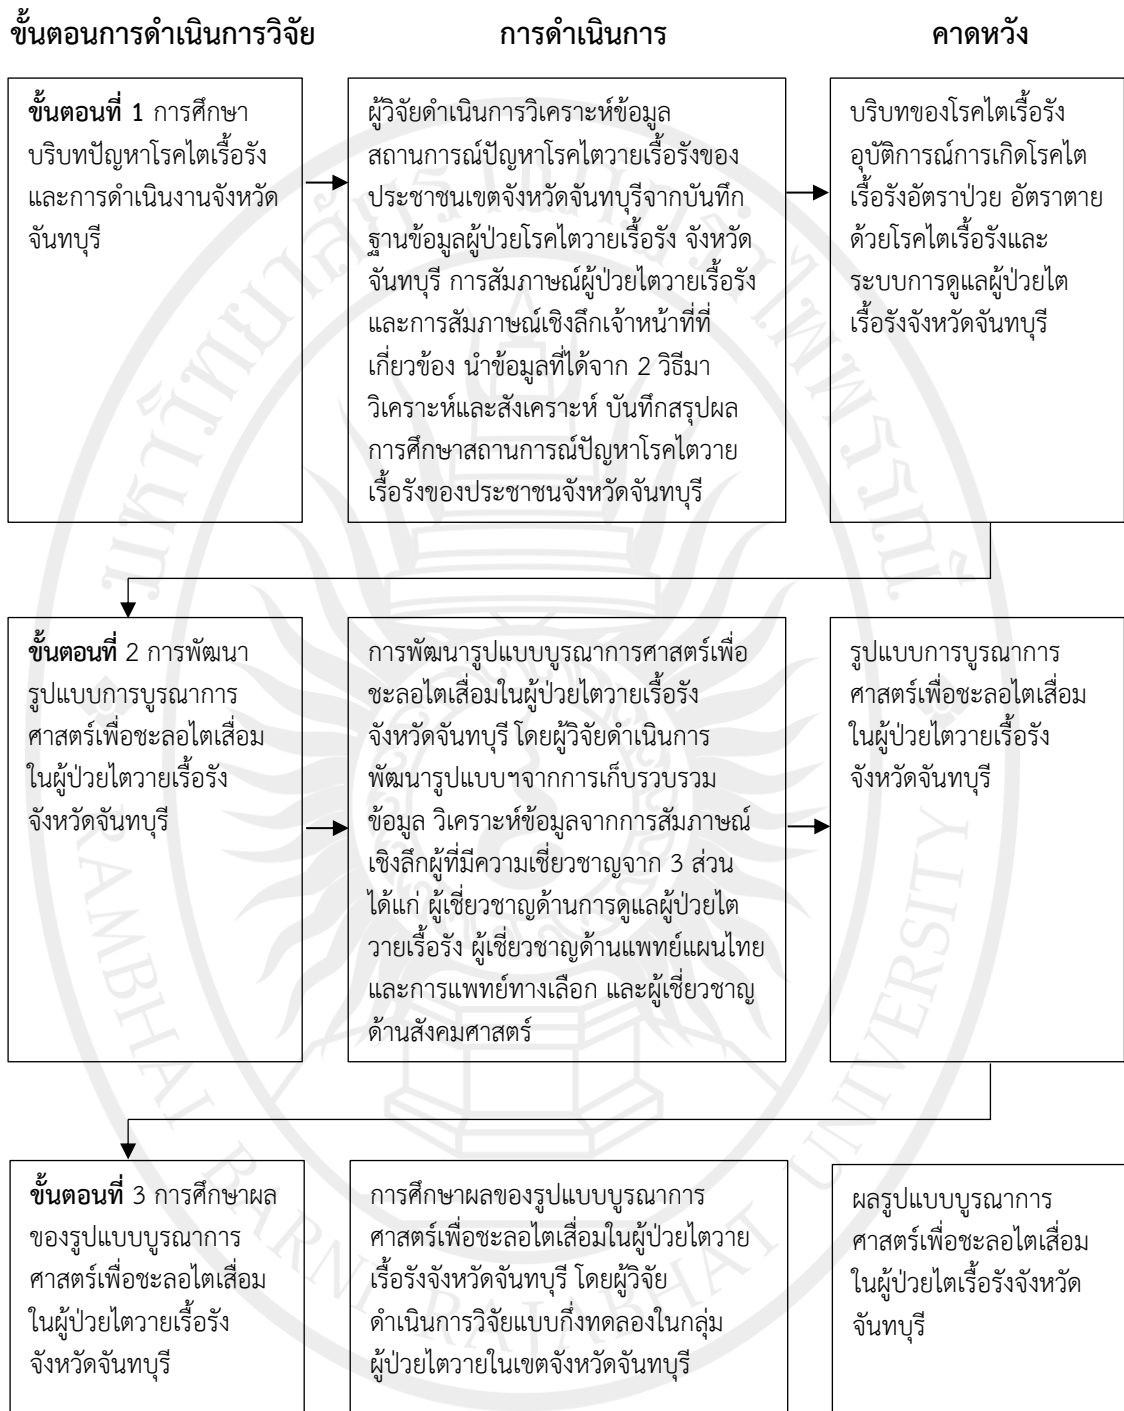 ขั้นตอนการดำเนินการวิจัย
การดำเนินการ
คาดหวัง
ขั้นตอนที่ 1 การศึกษา
บริบทปัญหาโรคไตเรื้อรัง
และการดำเนินงานจังหวัด
จันทบุรี
ผู้วิจัยดำเนินการวิเคราะห์ข้อมูล
สถานการณ์ปัญหาโรคไตวายเรื้อรังของ
ประชาชนเขตจังหวัดจันทบุรีจากบันทึก
ฐานข้อมูลผู้ป่วยโรคไตวายเรื้อรัง จังหวัด
จันทบุรี การสัมภาษณ์ผู้ป่วยไตวายเรื้อรัง
และการสัมภาษณ์เชิงลึกเจ้าหน้าที่ที่
เกี่ยวข้อง นำข้อมูลที่ได้จาก 2 วิธีมา
วิเคราะห์และสังเคราะห์ บันทึกสรุปผล
การศึกษาสถานการณ์ปัญหาโรคไตวาย
เรื้อรังของประชาชนจังหวัดจันทบุรี
บริบทของโรคไตเรื้อรัง
อุบัติการณ์การเกิดโรคไต
เรื้อรังอัตราป่วย อัตราตาย
ด้วยโรคไตเรื้อรังและ
ระบบการดูแลผู้ป่วยไต
เรื้อรังจังหวัดจันทบุรี
ขั้นตอนที่ 2 การพัฒนา
รูปแบบการบูรณาการ
ศาสตร์เพื่อชะลอไตเสื่อม
ในผู้ป่วยไตวายเรื้อรัง
จังหวัดจันทบุรี
การพัฒนารูปแบบบูรณาการศาสตร์เพื่อ
ชะลอไตเสื่อมในผู้ป่วยไตวายเรื้อรัง
จังหวัดจันทบุรี โดยผู้วิจัยดำเนินการ
พัฒนารูปแบบฯจากการเก็บรวบรวม
ข้อมูล วิเคราะห์ข้อมูลจากการสัมภาษณ์
เชิงลึกผู้ที่มีความเชี่ยวชาญจาก 3 ส่วน
ได้แก่ ผู้เชี่ยวชาญด้านการดูแลผู้ป่วยไต
วายเรื้อรัง ผู้เชี่ยวชาญด้านแพทย์แผนไทย
และการแพทย์ทางเลือก และผู้เชี่ยวชาญ
ด้านสังคมศาสตร์
รูปแบบการบูรณาการ
ศาสตร์เพื่อชะลอไตเสื่อม
ในผู้ป่วยไตวายเรื้อรัง
จังหวัดจันทบุรี
ขั้นตอนที่ 3 การศึกษาผล
ของรูปแบบบูรณาการ
ศาสตร์เพื่อชะลอไตเสื่อม
ในผู้ป่วยไตวายเรื้อรัง
จังหวัดจันทบุรี
การศึกษาผลของรูปแบบบูรณาการ
ศาสตร์เพื่อชะลอไตเสื่อมในผู้ป่วยไตวาย
เรื้อรังจังหวัดจันทบุรี โดยผู้วิจัย
ดำเนินการวิจัยแบบกึ่งทดลองในกลุ่ม
ผู้ป่วยไตวายในเขตจังหวัดจันทบุรี
ผลรูปแบบบูรณาการ
ศาสตร์เพื่อชะลอไตเสื่อม
ในผู้ป่วยไตเรื้อรังจังหวัด
จันทบุรี
มหาวิทยาลัยราชภัฏรำไพพรรณี
RAMBHAI BARNI RAJABHAT UNIVERSITY